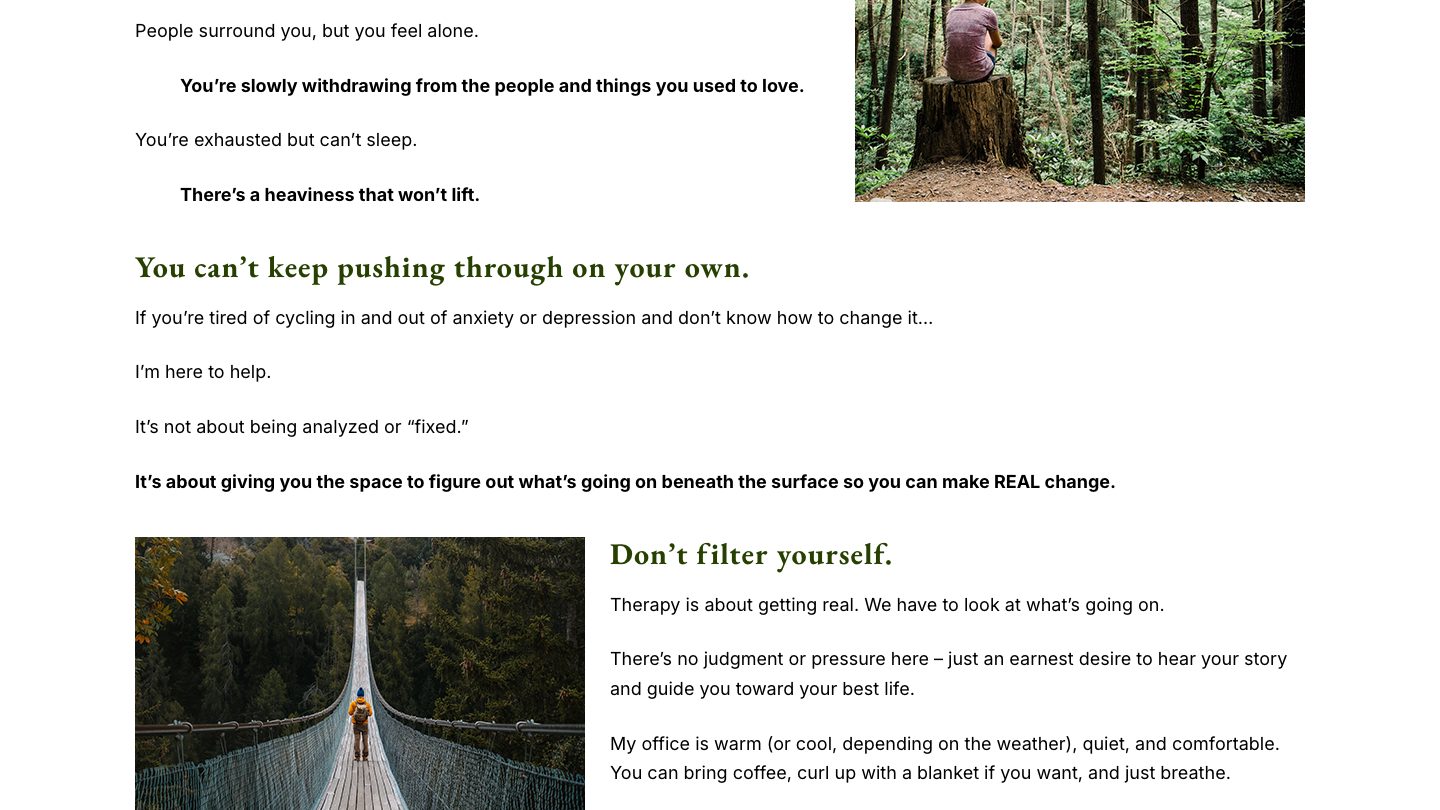 People surround you, but you feel alone.
You’re slowly withdrawing from the people and things you used to love.
You’re exhausted but can’t sleep.
There’s a heaviness that won’t lift.
You can’t keep pushing through on your own.
If you’re tired of cycling in and out of anxiety or depression and don’t know how to change it…
I’m here to help.
It’s not about being analyzed or “fixed.”
It’s about giving you the space to figure out what’s going on beneath the surface so you can make REAL change.
Don’t filter yourself.
Therapy is about getting real. We have to look at what’s going on.
There’s no judgment or pressure here – just an earnest desire to hear your story
and guide you toward your best life.
My office is warm (or cool, depending on the weather), quiet, and comfortable.
You can bring coffee, curl up with a blanket if you want, and just breathe.